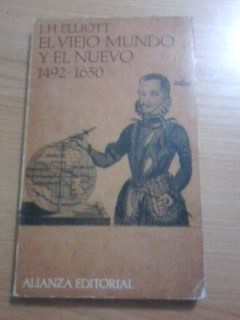 J. H. ELLIOTT
EL VIEJO MUNDO
Y EL NUEVO
1492-1650
ALIANZA EDITORIAL